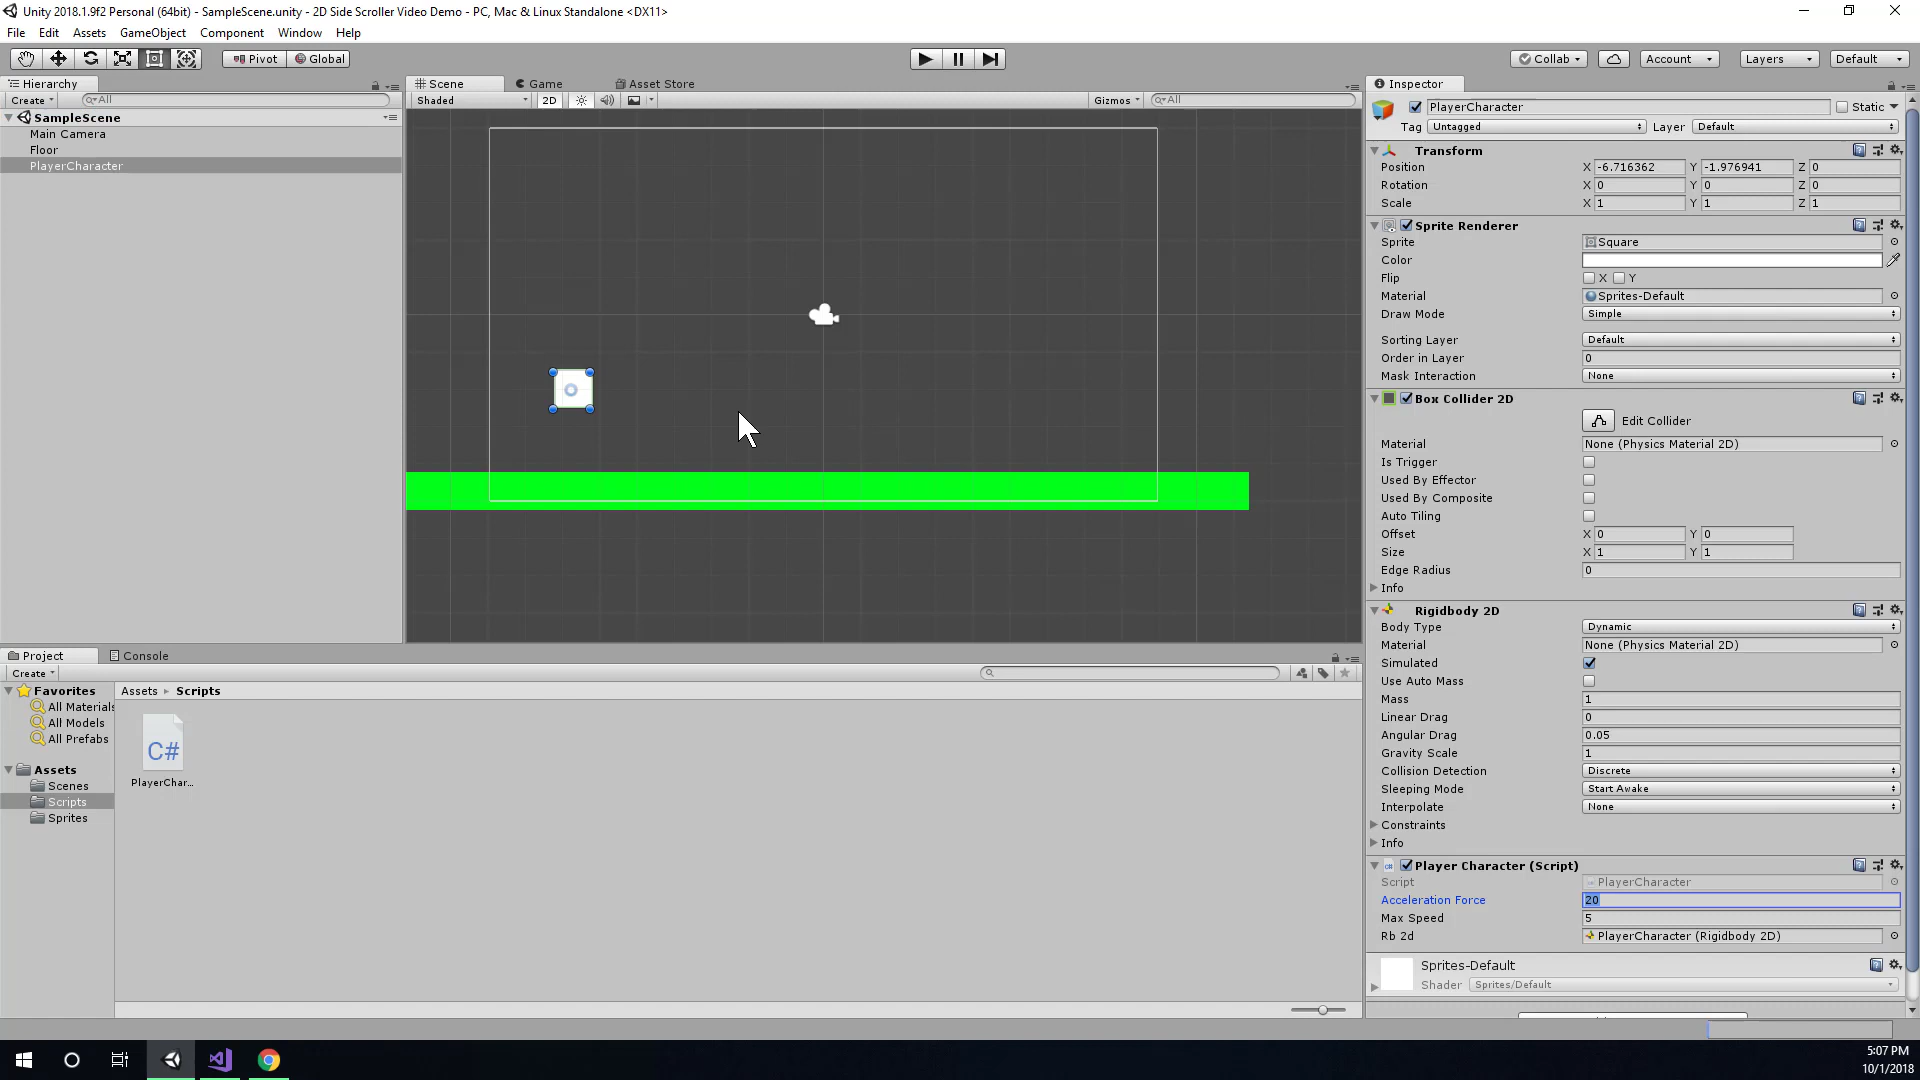 Unity 2018.1.9f2 Personal (64bit) - SampleScene.unity - 2D Side Scroller Video Demo - PC, Mac & Linux Standalone <DX11>
File Edit Assets GameObject Component Window Help
Pivot Global Collab Account Layers Default
Hierarchy
Create All
SampleScene
Main Camera
Floor
PlayerCharacter
Scene Game Asset Store
Shaded 2D Gizmos All
Inspector
PlayerCharacter Static
Tag Untagged Layer Default
Transform
Position X -6.716362 Y -1.976941 Z 0
Rotation X 0 Y 0 Z 0
Scale X 1 Y 1 Z 1
Sprite Renderer
Sprite Square
Color
Flip X Y
Material Sprites-Default
Draw Mode Simple
Sorting Layer Default
Order in Layer 0
Mask Interaction None
Box Collider 2D
Edit Collider
Material None (Physics Material 2D)
Is Trigger
Used By Effector
Used By Composite
Auto Tiling
Offset X 0 Y 0
Size X 1 Y 1
Edge Radius 0
Info
Rigidbody 2D
Body Type Dynamic
Material None (Physics Material 2D)
Simulated
Use Auto Mass
Mass 1
Linear Drag 0
Angular Drag 0.05
Gravity Scale 1
Collision Detection Discrete
Sleeping Mode Start Awake
Interpolate None
Constraints
Info
C# Player Character (Script)
Script PlayerCharacter
Acceleration Force 20
Max Speed 5
Rb 2d PlayerCharacter (Rigidbody 2D)
Sprites-Default
Shader Sprites/Default
Project Console
Create
Favorites
All Materials
All Models
All Prefabs
Assets
Scenes
Scripts
Sprites
Assets Scripts
C#
PlayerChar...
5:07 PM
10/1/2018